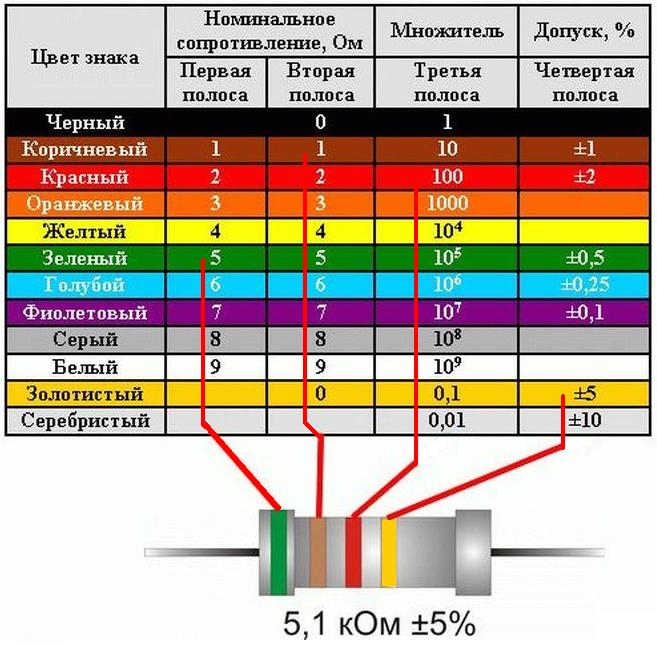 Цвет знака Номинальное сопротивление, Ом Множитель Допуск, %
Первая полоса Вторая полоса Третья полоса Четвертая полоса
Черный 0 1
Коричневый 1 1 10 ±1
Красный 2 2 100 ±2
Оранжевый 3 3 1000
Желтый 4 4 10⁴
Зеленый 5 5 10⁵ ±0,5
Голубой 6 6 10⁶ ±0,25
Фиолетовый 7 7 10⁷ ±0,1
Серый 8 8 10⁸
Белый 9 9 10⁹
Золотистый 0 0,1 ±5
Серебристый 0,01 ±10
5,1 кОм ±5%